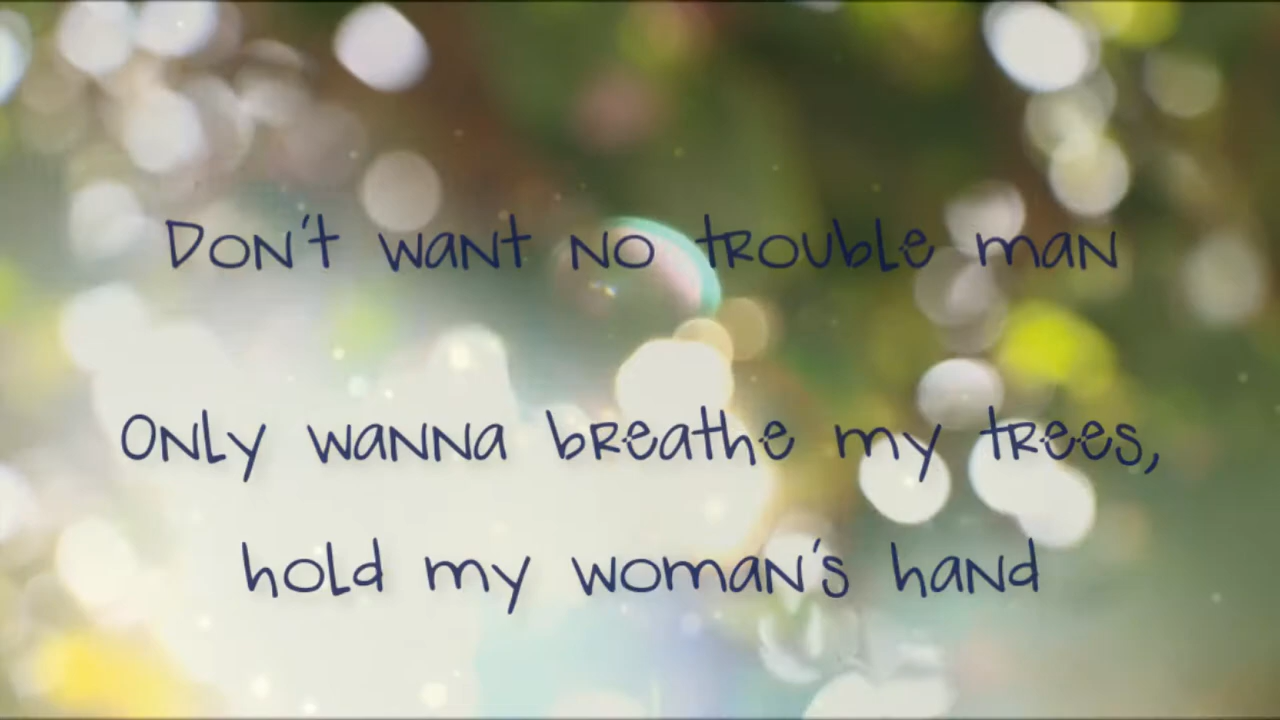 Don't want no trouble man
Only wanna breathe my trees,
hold my woman's hand